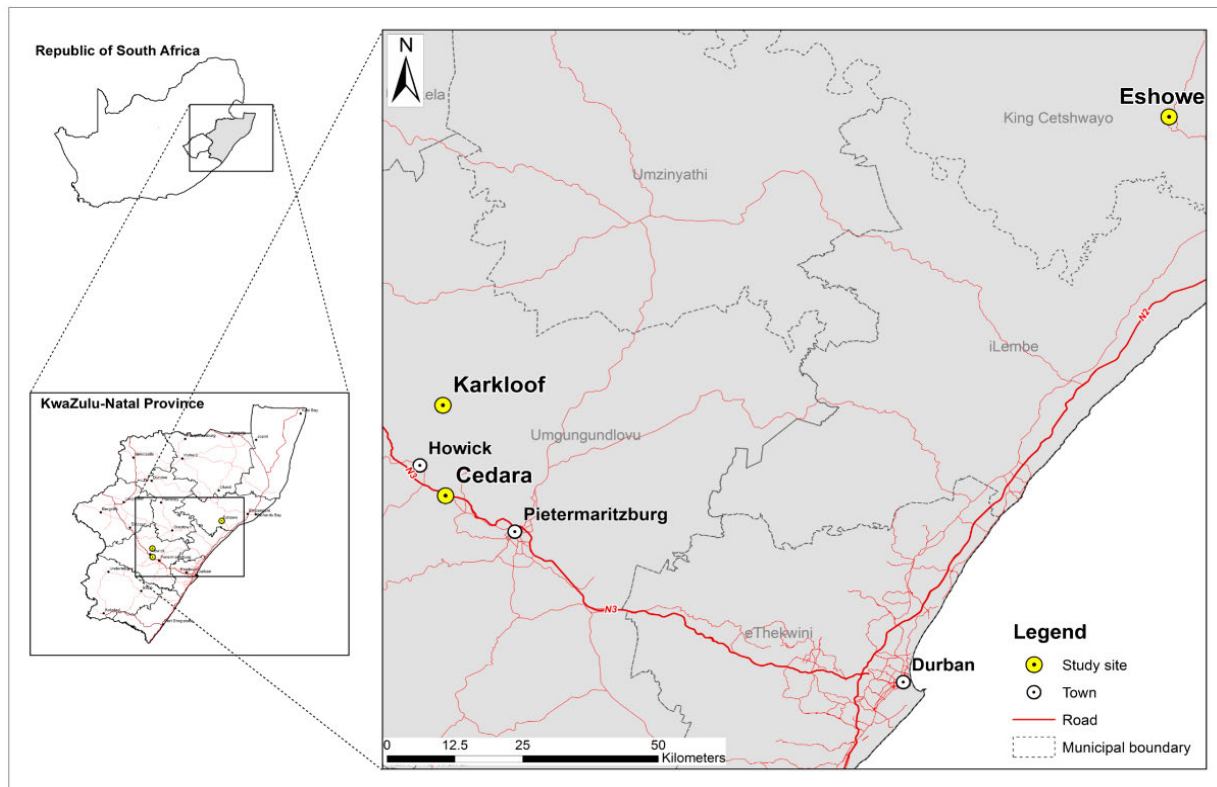 Republic of South Africa
KwaZulu-Natal Province
N
Eshowe
King Cetshwayo
Umzinyathi
iLembe
N2
Karkloof
Umgungundlovu
Howick
N3
Cedara
Pietermaritzburg
N3
eThekwini
Durban
Legend
Study site
Town
Road
Municipal boundary
0 12.5 25 50
Kilometers